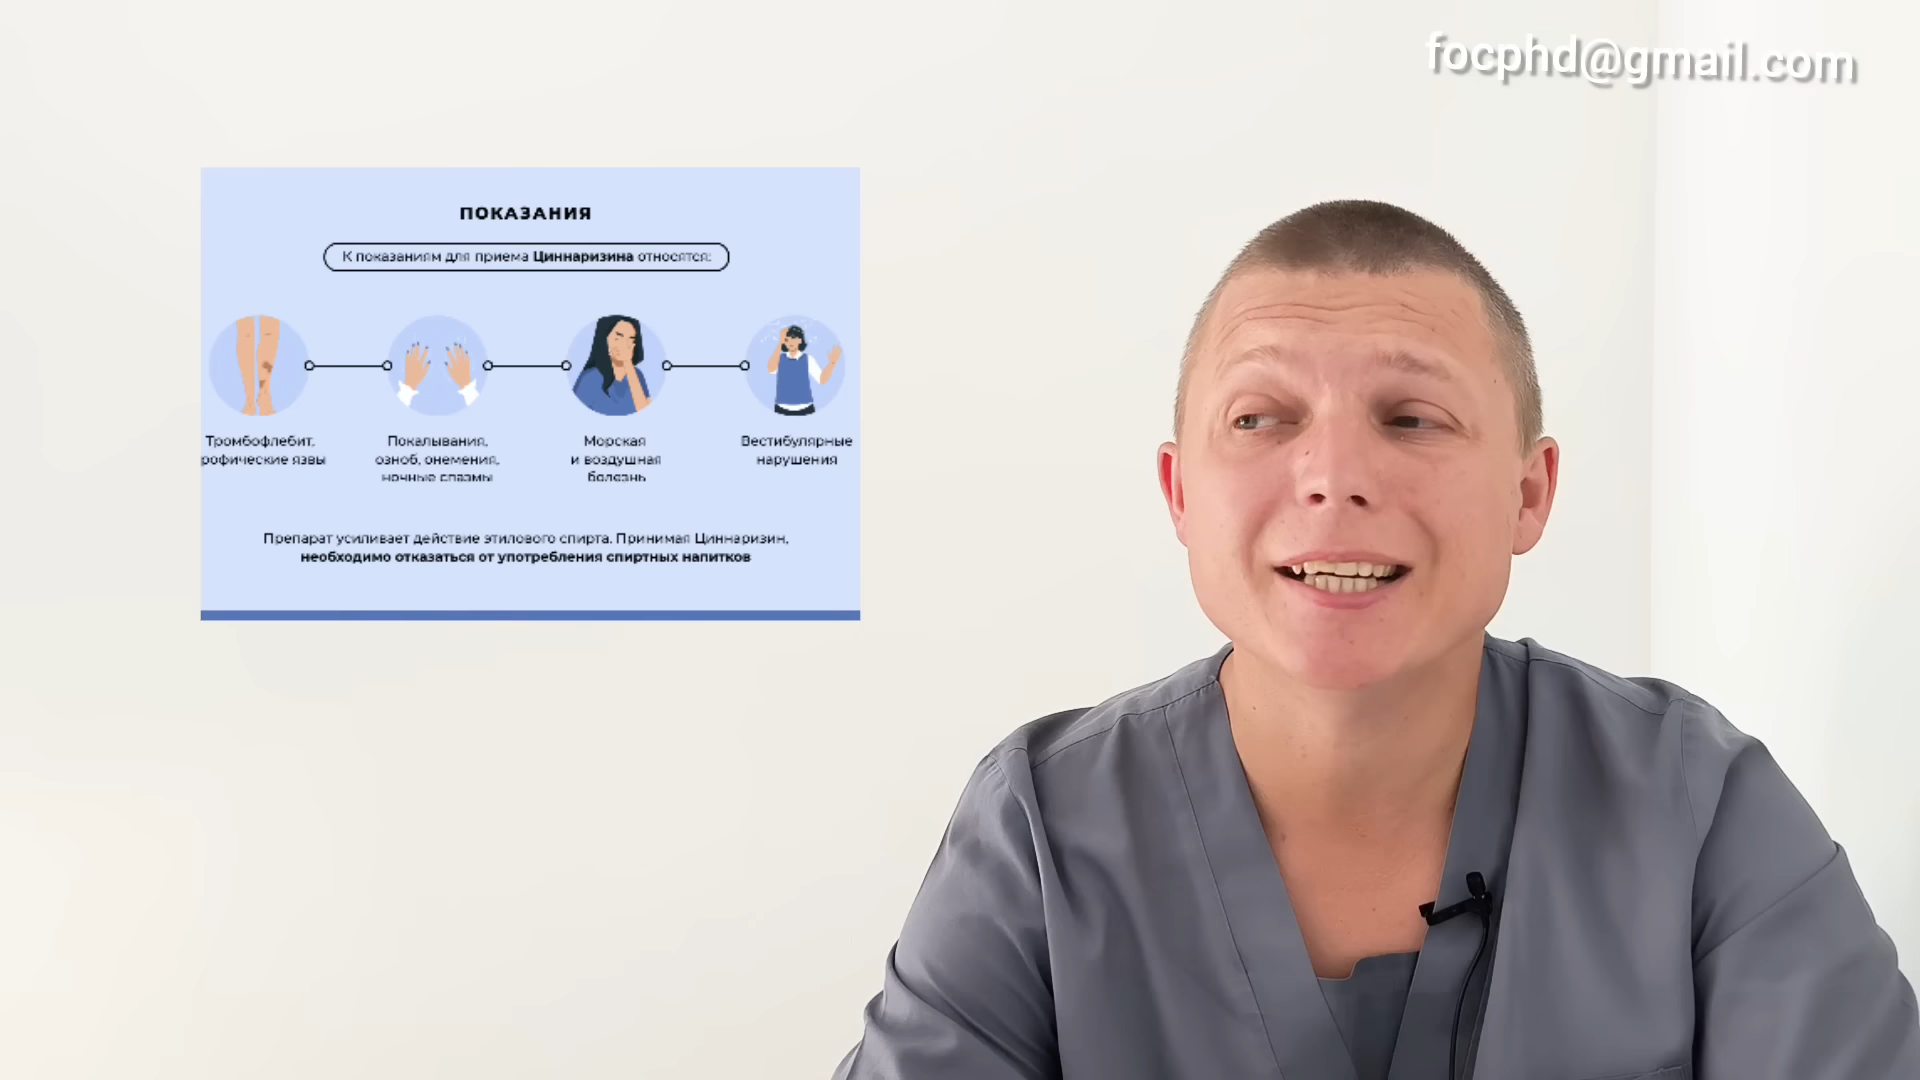 focphd@gmail.com
ПОКАЗАНИЯ
К показаниям для приема Циннаризина относятся:
Тромбофлебит,
рофические язвы
Покалывания,
озноб, онемения,
ночные спазмы
Морская
и воздушная
болезнь
Вестибулярные
нарушения
Препарат усиливает действие этилового спирта. Принимая Циннаризин,
необходимо отказаться от употребления спиртных напитков